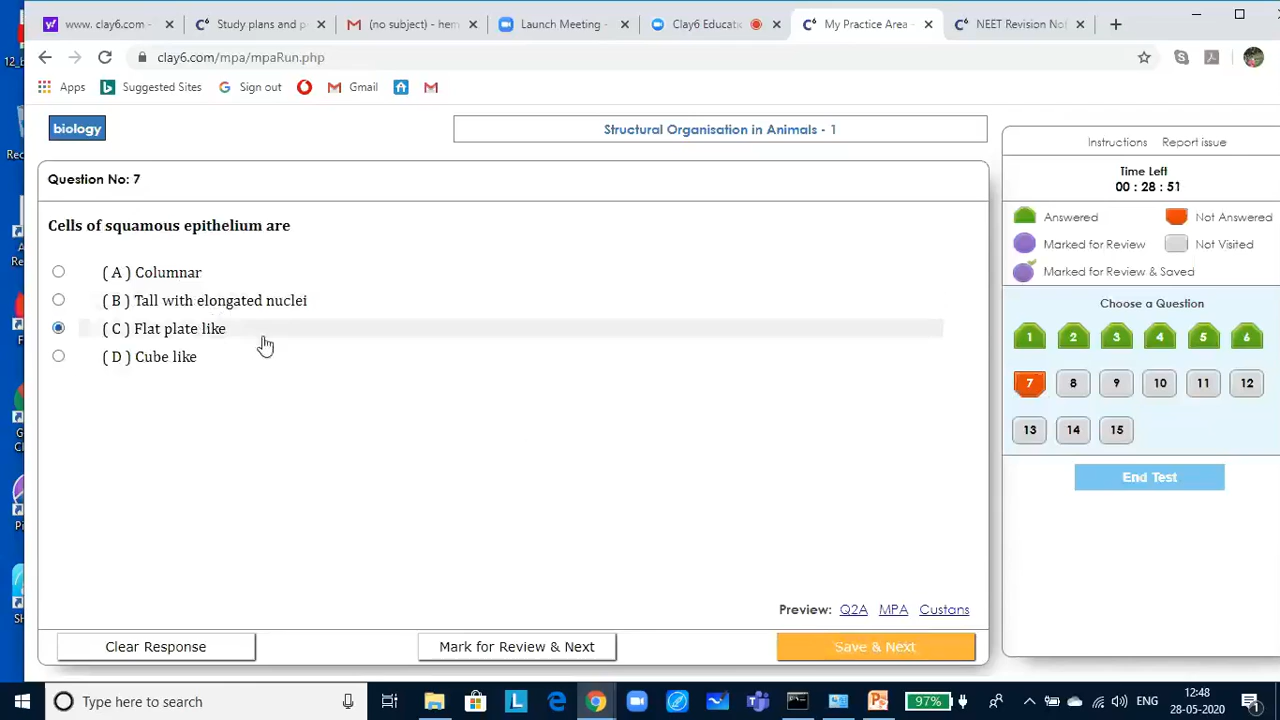 www. clay6.com -
Study plans and p
(no subject) - hem
Launch Meeting -
Clay6 Educati
My Practice Area -
NEET Revision Not
clay6.com/mpa/mpaRun.php
Apps
Suggested Sites
Sign out
Gmail
biology
Structural Organisation in Animals - 1
Question No: 7
Cells of squamous epithelium are
( A ) Columnar
( B ) Tall with elongated nuclei
( C ) Flat plate like
( D ) Cube like
Preview: Q2A MPA Custans
Clear Response
Mark for Review & Next
Save & Next
Instructions Report issue
Time Left
00 : 28 : 51
Answered
Not Answered
Marked for Review
Not Visited
Marked for Review & Saved
Choose a Question
1 2 3 4 5 6
7 8 9 10 11 12
13 14 15
End Test
Type here to search
97%
ENG
12:48
28-05-2020